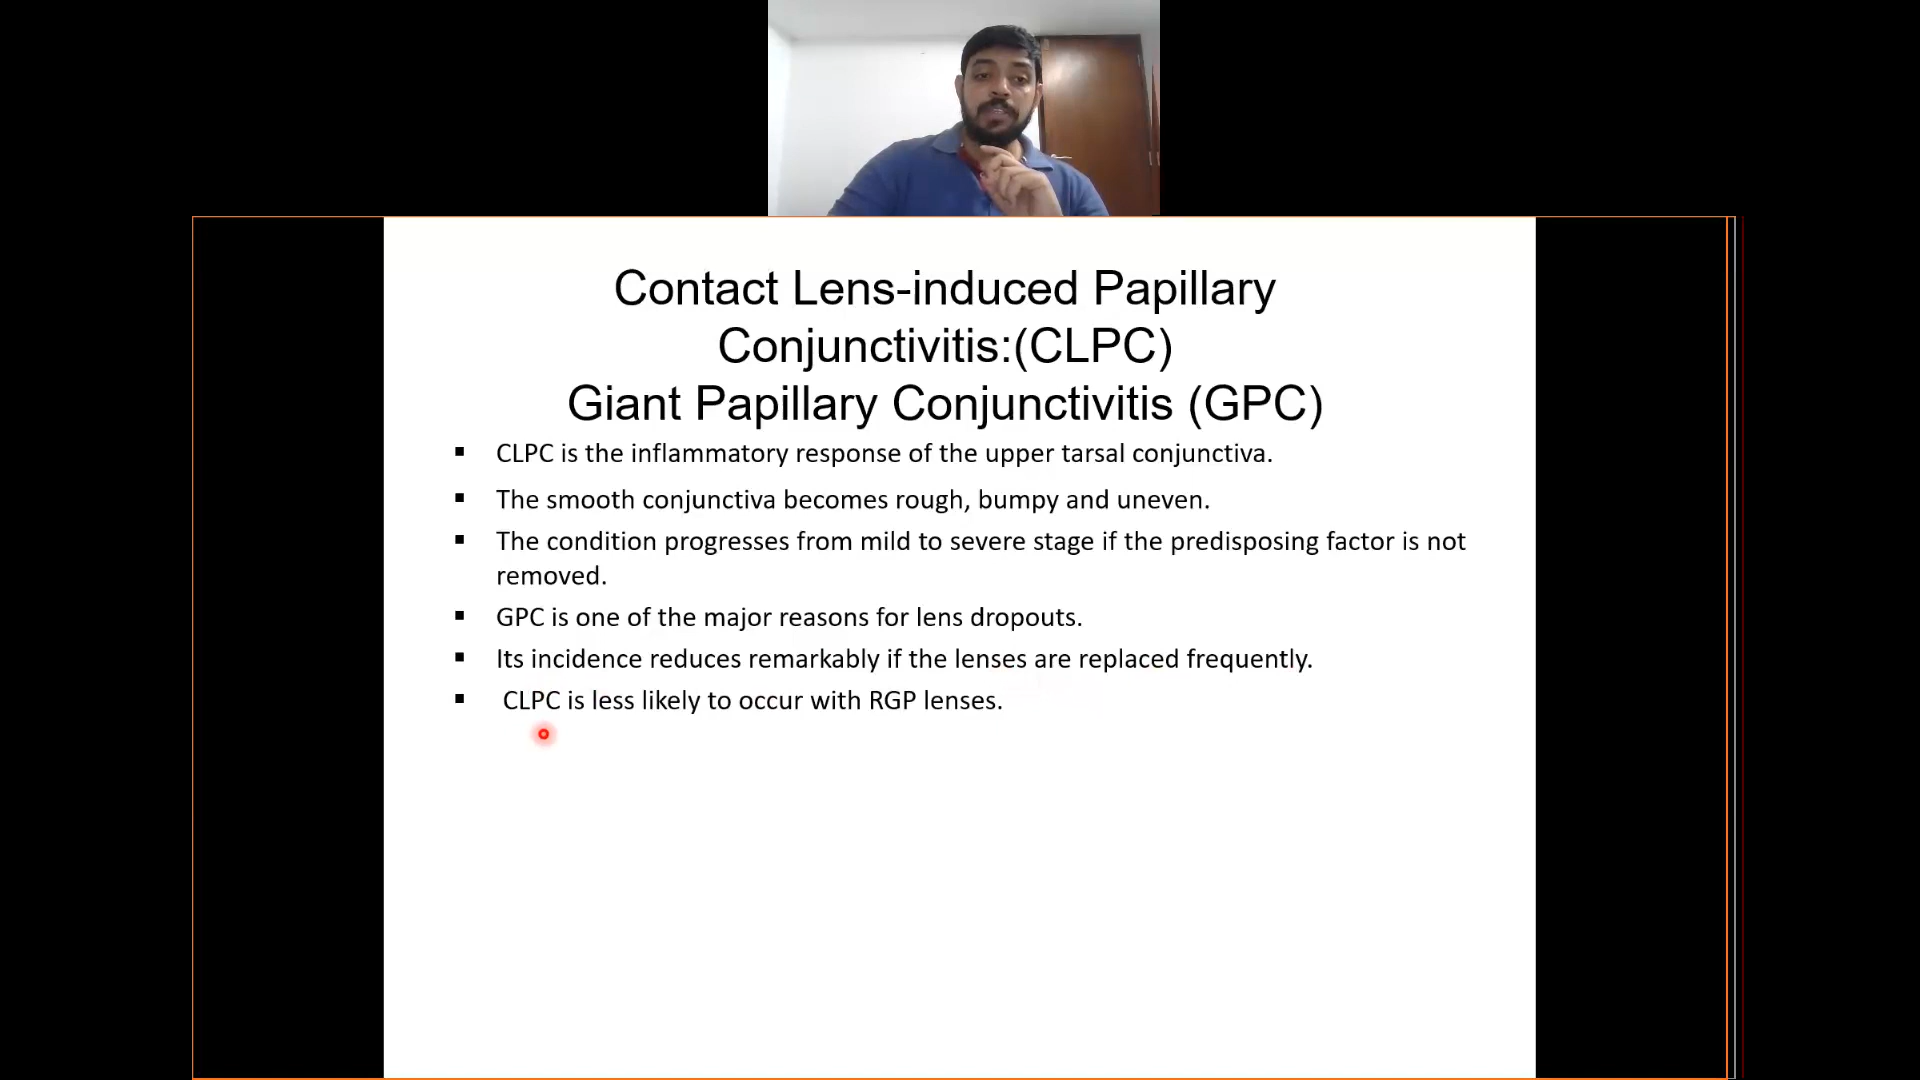 Contact Lens-induced Papillary
Conjunctivitis:(CLPC)
Giant Papillary Conjunctivitis (GPC)
▪ CLPC is the inflammatory response of the upper tarsal conjunctiva.
▪ The smooth conjunctiva becomes rough, bumpy and uneven.
▪ The condition progresses from mild to severe stage if the predisposing factor is not
removed.
▪ GPC is one of the major reasons for lens dropouts.
▪ Its incidence reduces remarkably if the lenses are replaced frequently.
▪ CLPC is less likely to occur with RGP lenses.